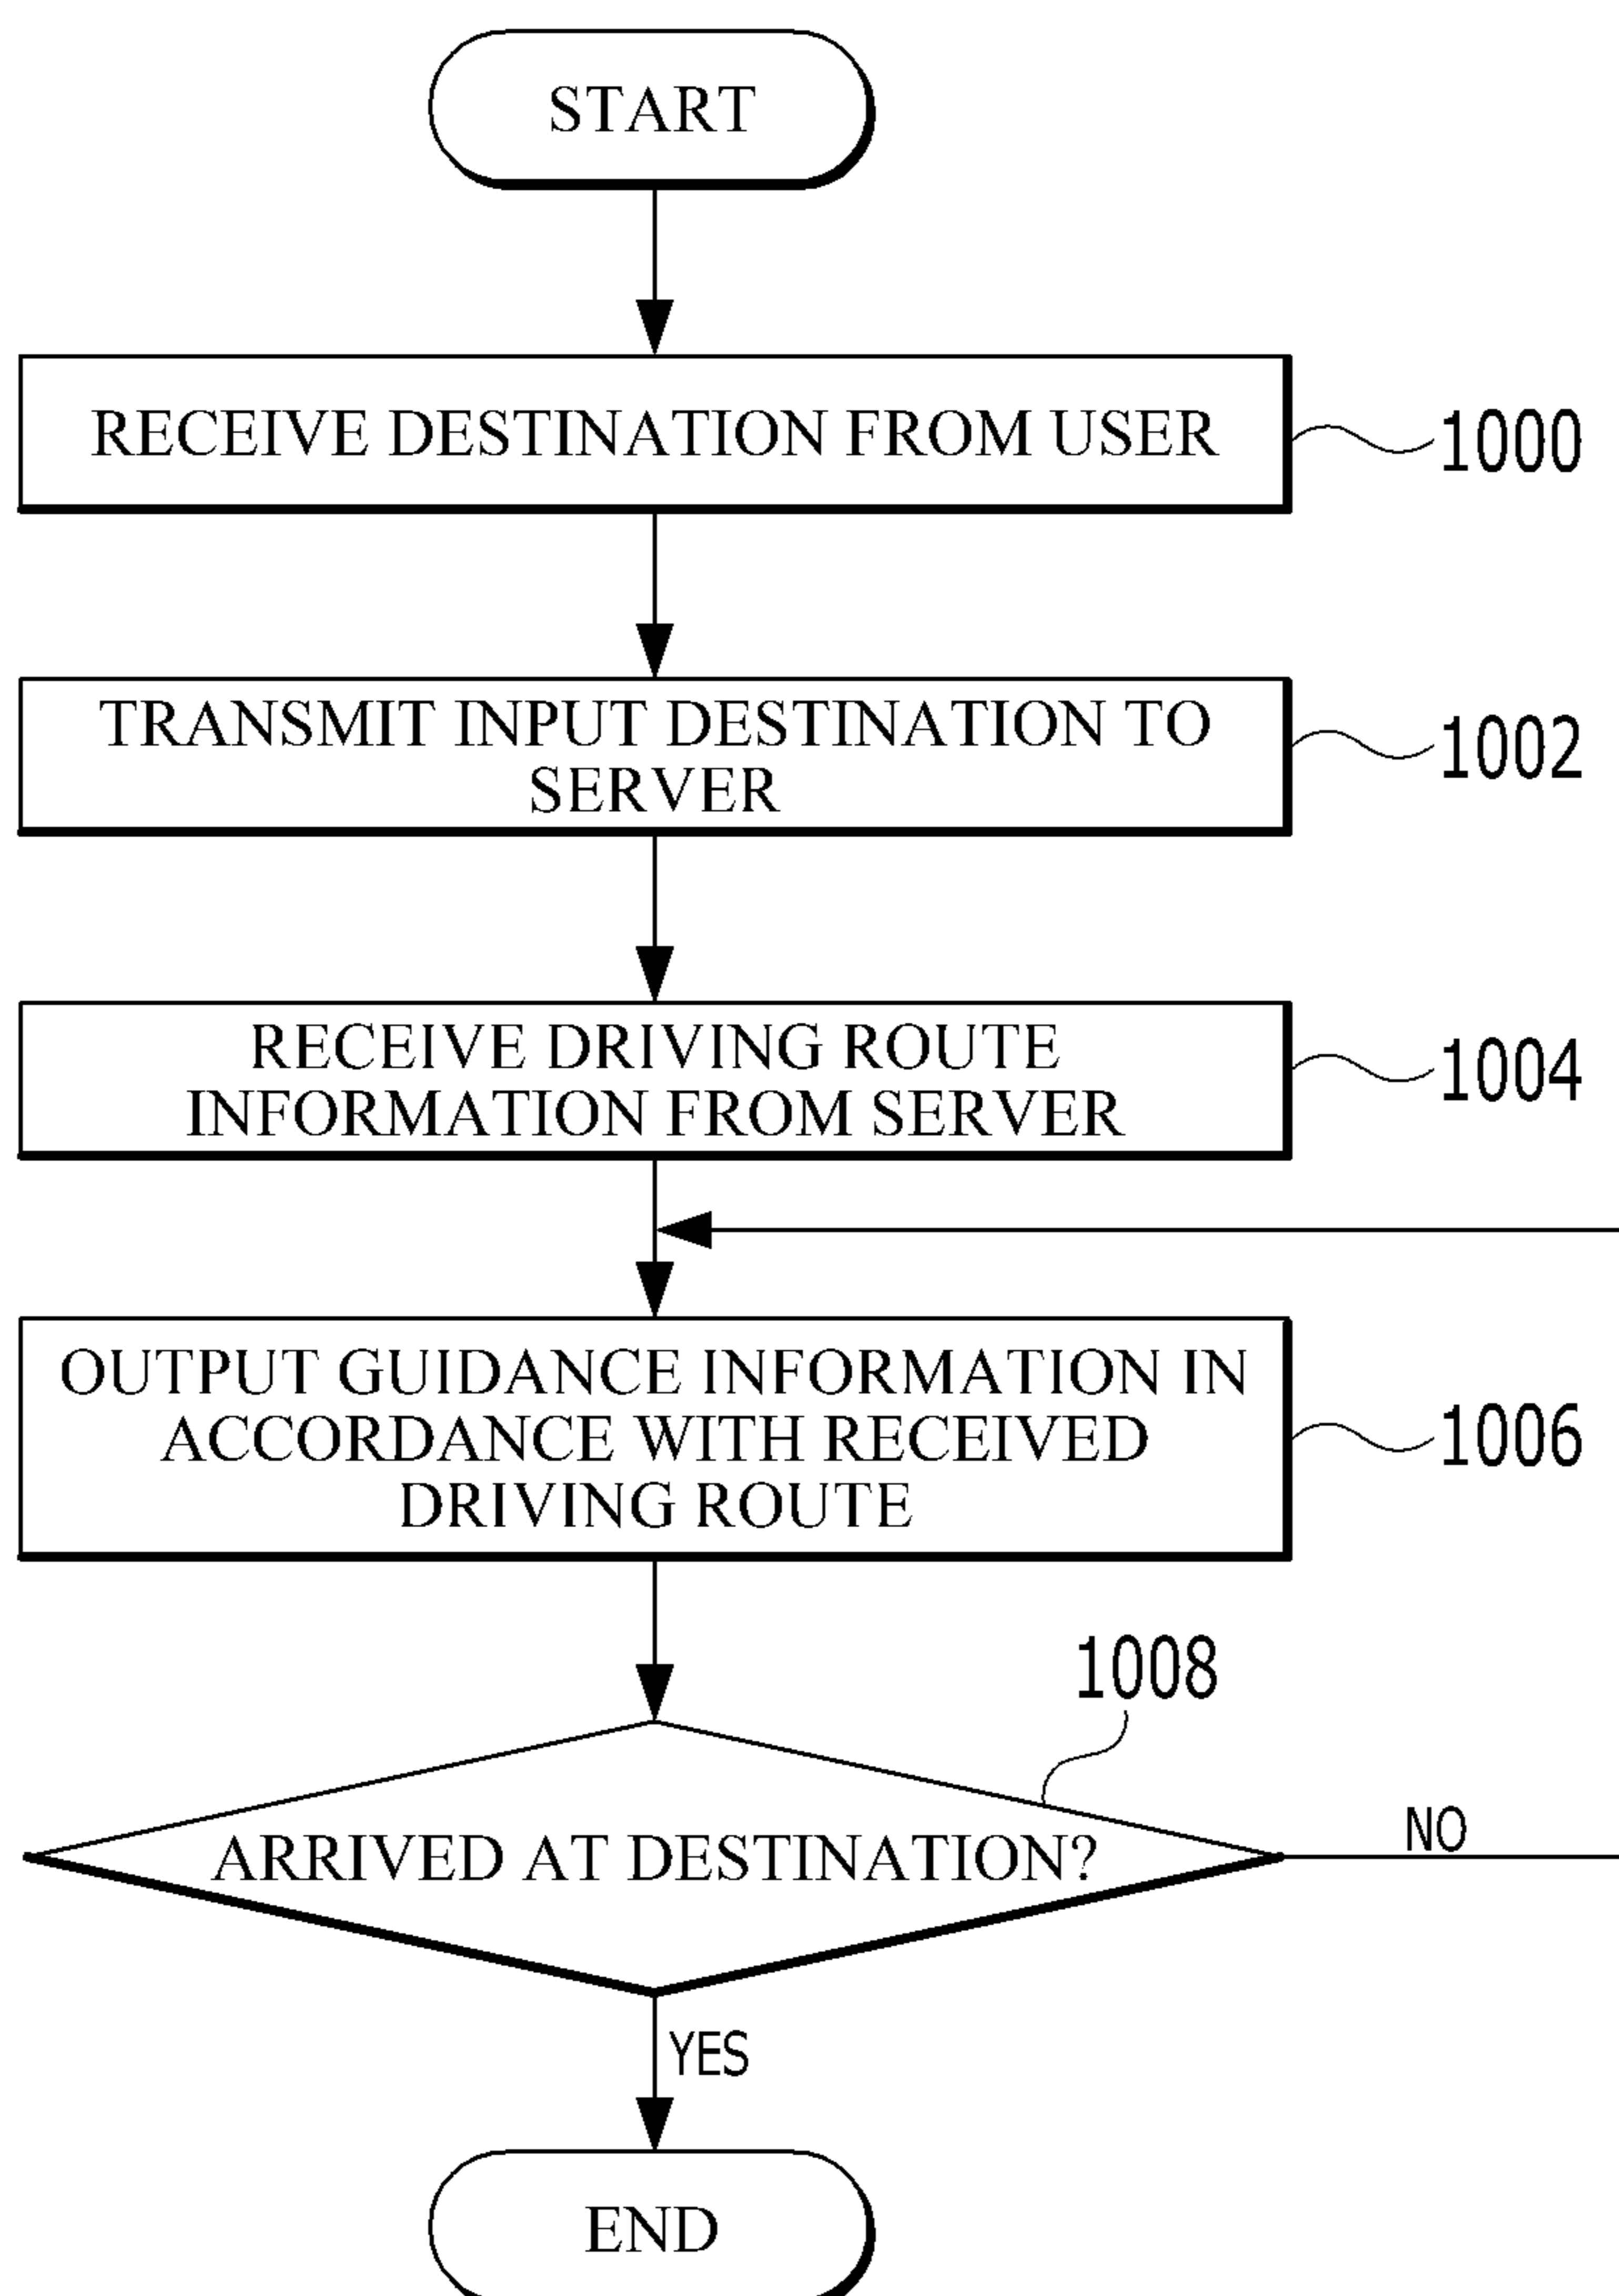 START
RECEIVE DESTINATION FROM USER
1000
TRANSMIT INPUT DESTINATION TO
SERVER
1002
RECEIVE DRIVING ROUTE
INFORMATION FROM SERVER
1004
OUTPUT GUIDANCE INFORMATION IN
ACCORDANCE WITH RECEIVED
DRIVING ROUTE
1006
1008
ARRIVED AT DESTINATION?
NO
YES
END